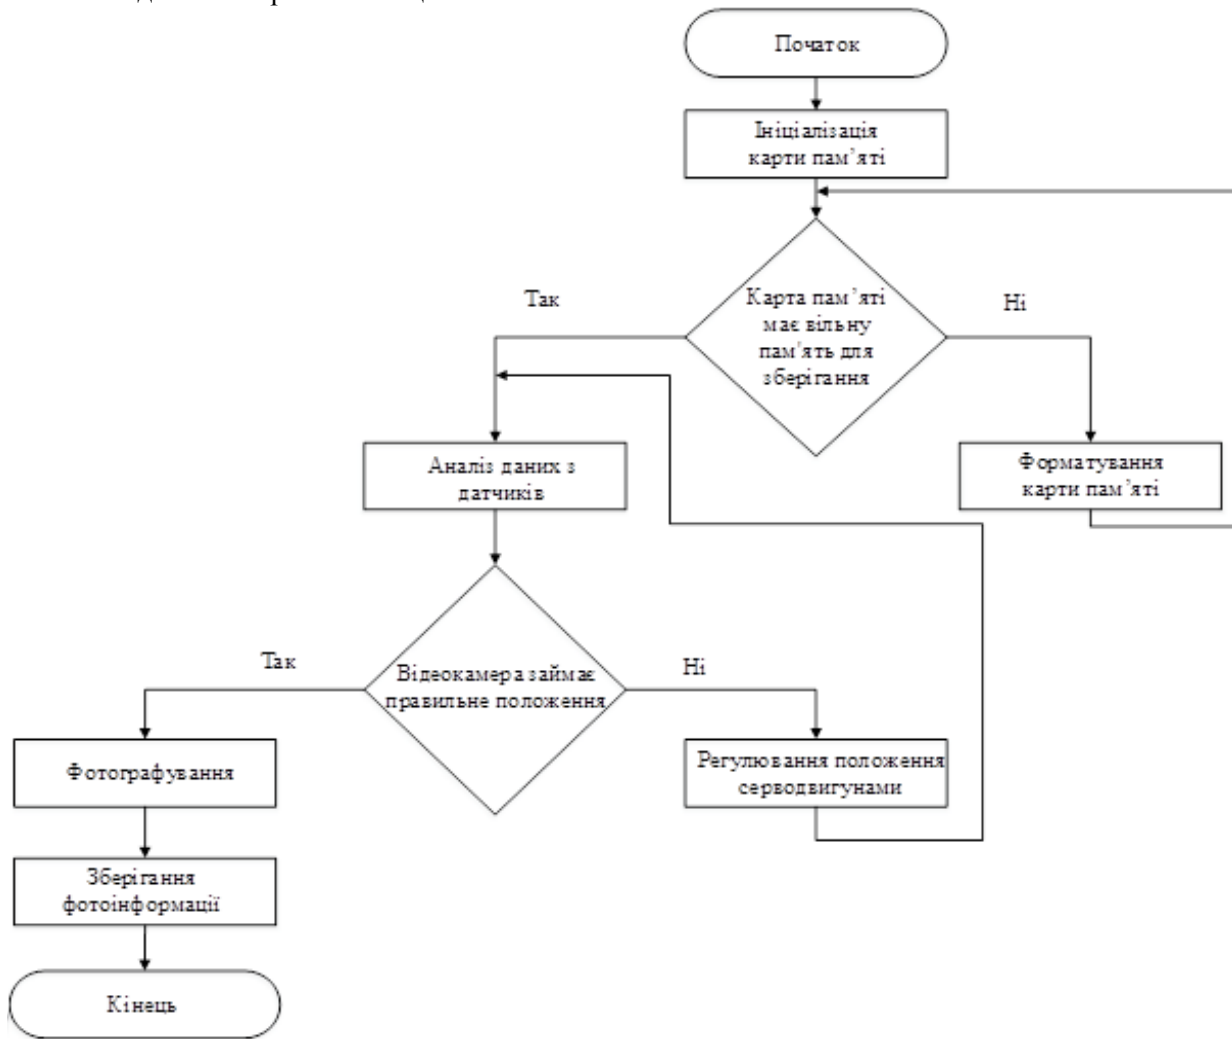 Початок
Ініціалізація
карти пам’яті
Так
Карта пам’яті
має вільну
пам’ять для
зберігання
Ні
Аналіз даних з
датчиків
Форматування
карти пам’яті
Так
Відеокамера займає
правильне положення
Ні
Фотографування
Регулювання положення
серводвигунами
Зберігання
фотоінформації
Кінець